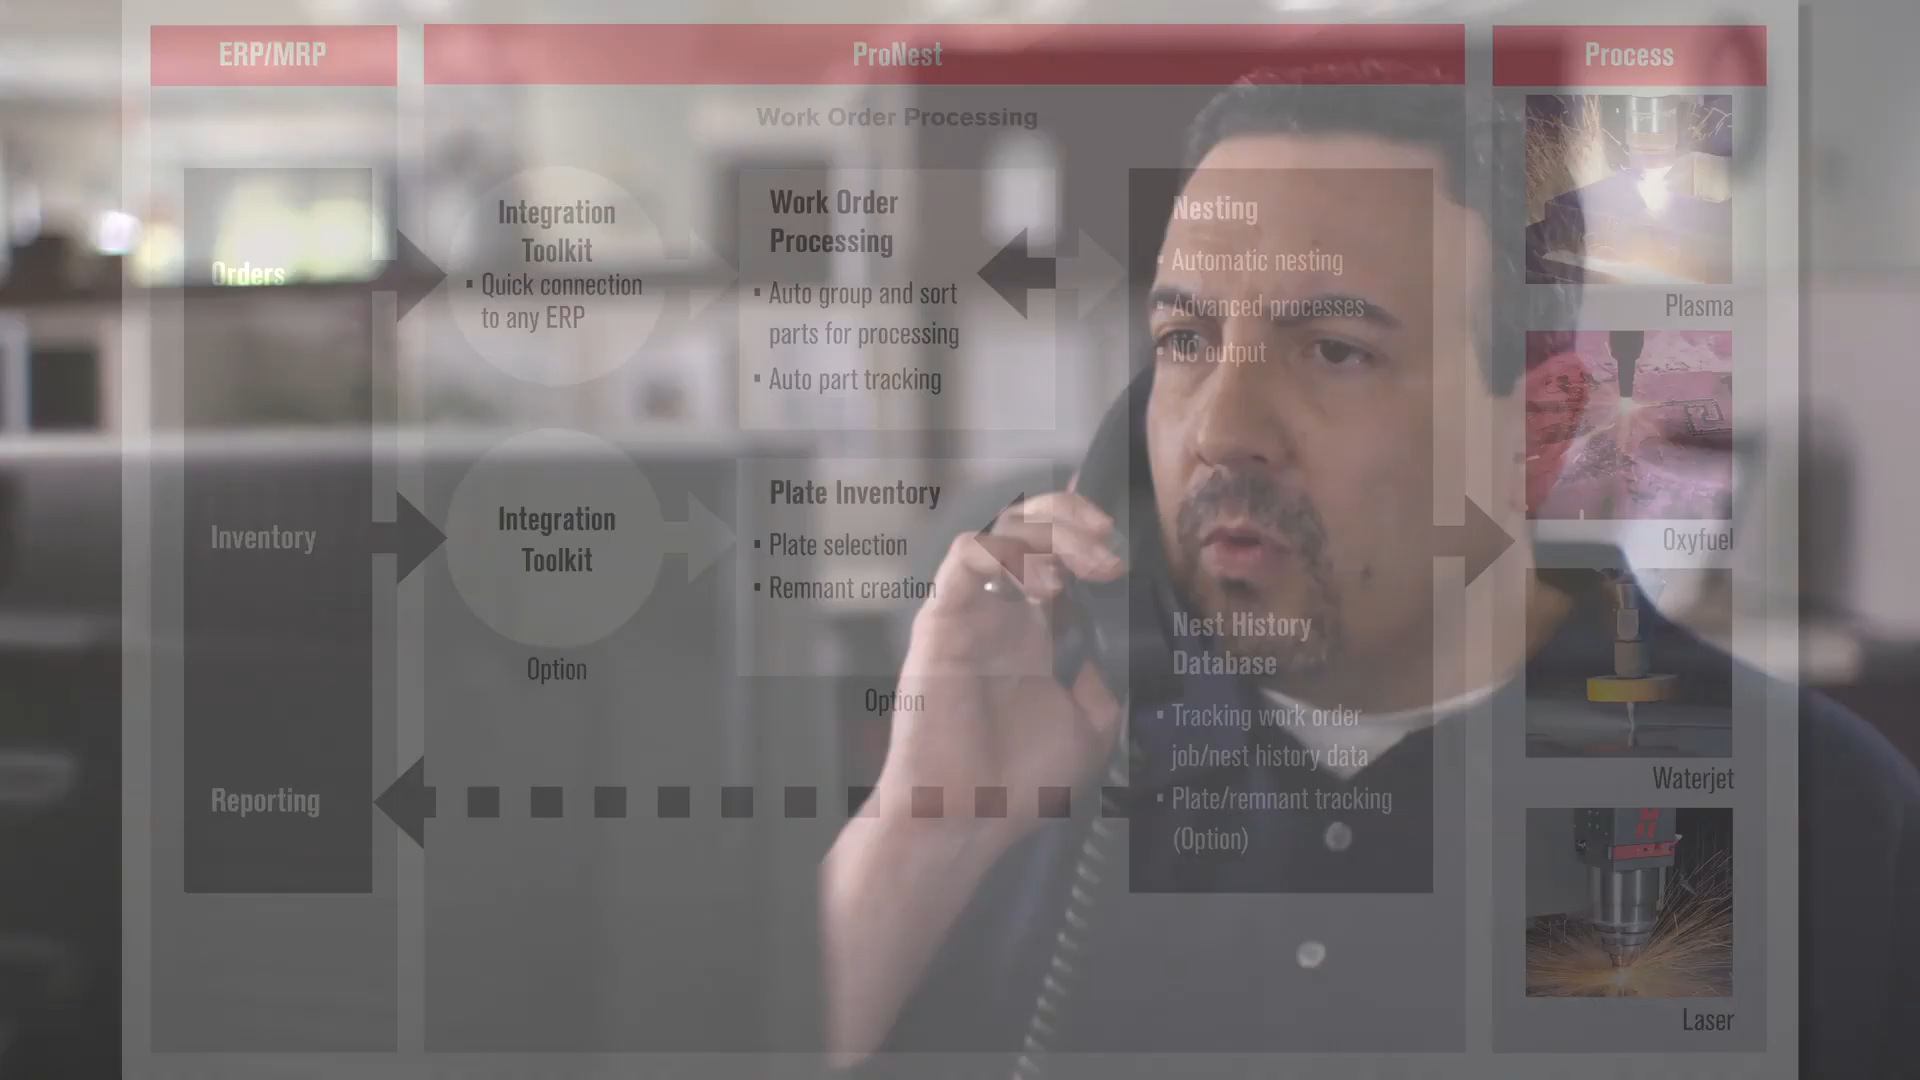 ERP/MRP
ProNest
Process
Work Order Processing
Orders
Integration
Toolkit
▪ Quick connection
to any ERP
Work Order
Processing
▪ Auto group and sort
parts for processing
▪ Auto part tracking
Nesting
▪ Automatic nesting
▪ Advanced processes
▪ NC output
Plasma
Inventory
Integration
Toolkit
Option
Plate Inventory
▪ Plate selection
▪ Remnant creation
Option
Oxyfuel
Nest History
Database
▪ Tracking work order
job/nest history data
▪ Plate/remnant tracking
(Option)
Waterjet
Reporting
Laser